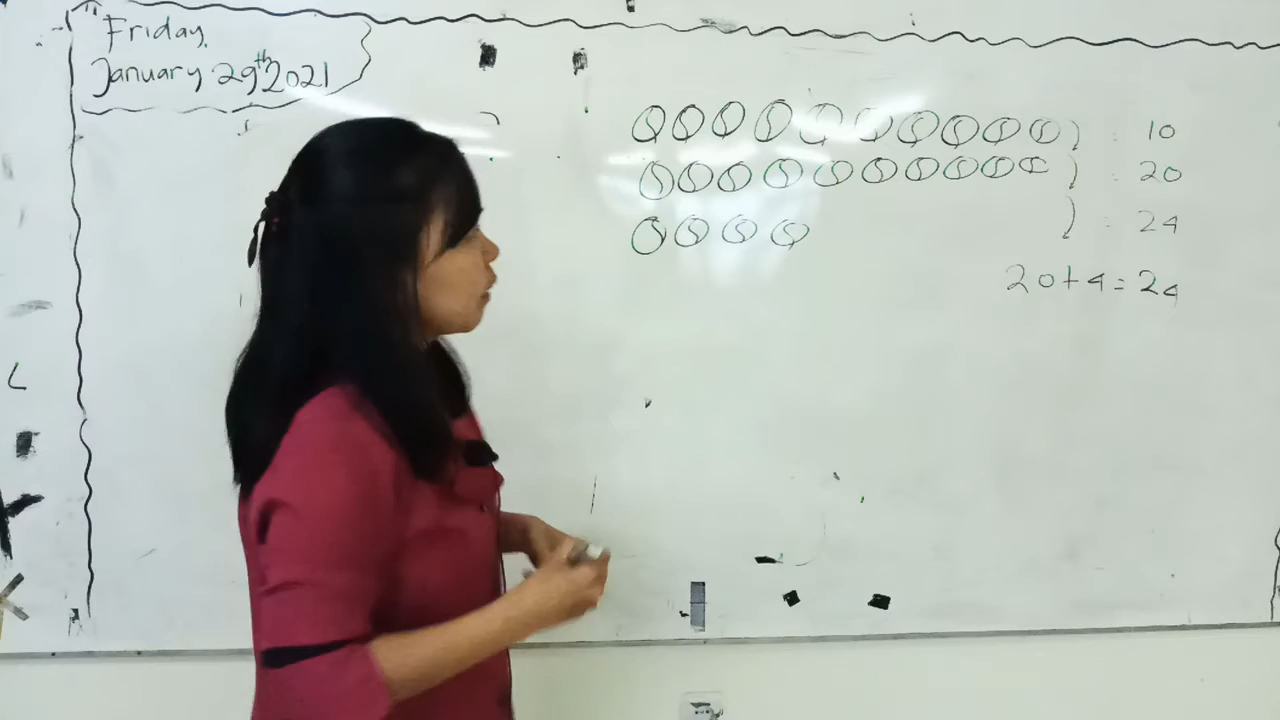 Friday,
January 29th 2021
) : 10
) : 20
) : 24
20+4=24